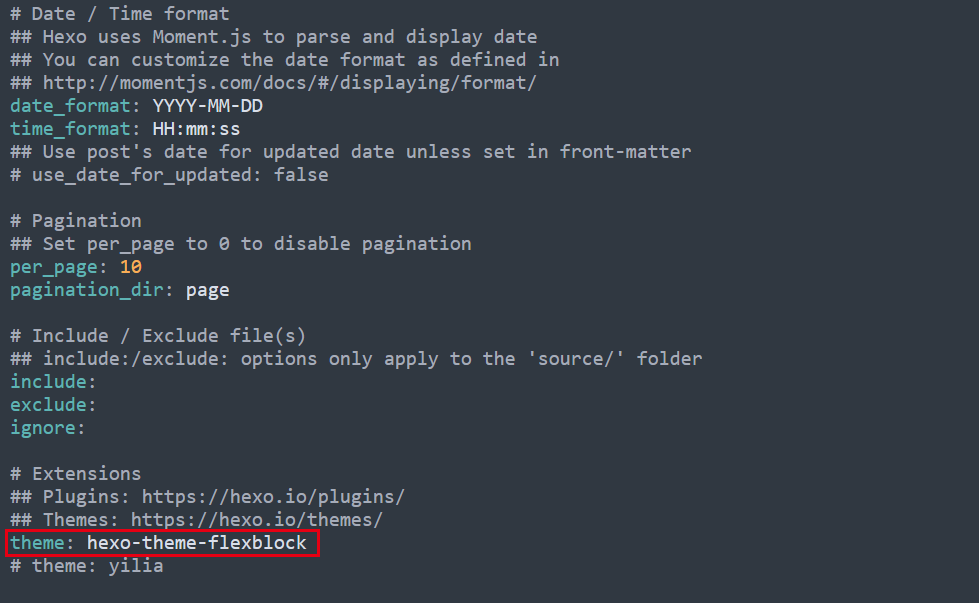 # Date / Time format
## Hexo uses Moment.js to parse and display date
## You can customize the date format as defined in
## http://momentjs.com/docs/#/displaying/format/
date_format: YYYY-MM-DD
time_format: HH:mm:ss
## Use post's date for updated date unless set in front-matter
# use_date_for_updated: false
# Pagination
## Set per_page to 0 to disable pagination
per_page: 10
pagination_dir: page
# Include / Exclude file(s)
## include:/exclude: options only apply to the 'source/' folder
include:
exclude:
ignore:
# Extensions
## Plugins: https://hexo.io/plugins/
## Themes: https://hexo.io/themes/
theme: hexo-theme-flexblock
# theme: yilia